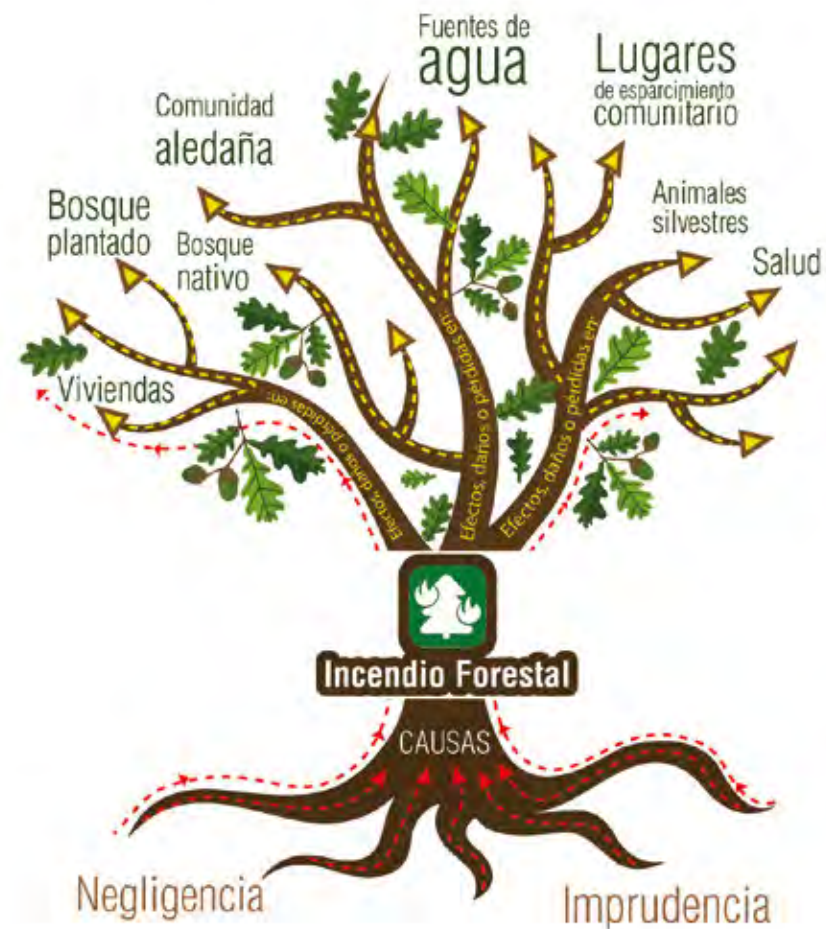 Fuentes de
agua
Lugares
de esparcimiento
comunitario
Comunidad
aledaña
Animales
silvestres
Bosque
plantado
Bosque
nativo
Salud
Viviendas
Efectos, daños o pérdidas en:
Efectos, daños o pérdidas en:
Efectos, daños o pérdidas en:
Incendio Forestal
CAUSAS
Negligencia
Imprudencia